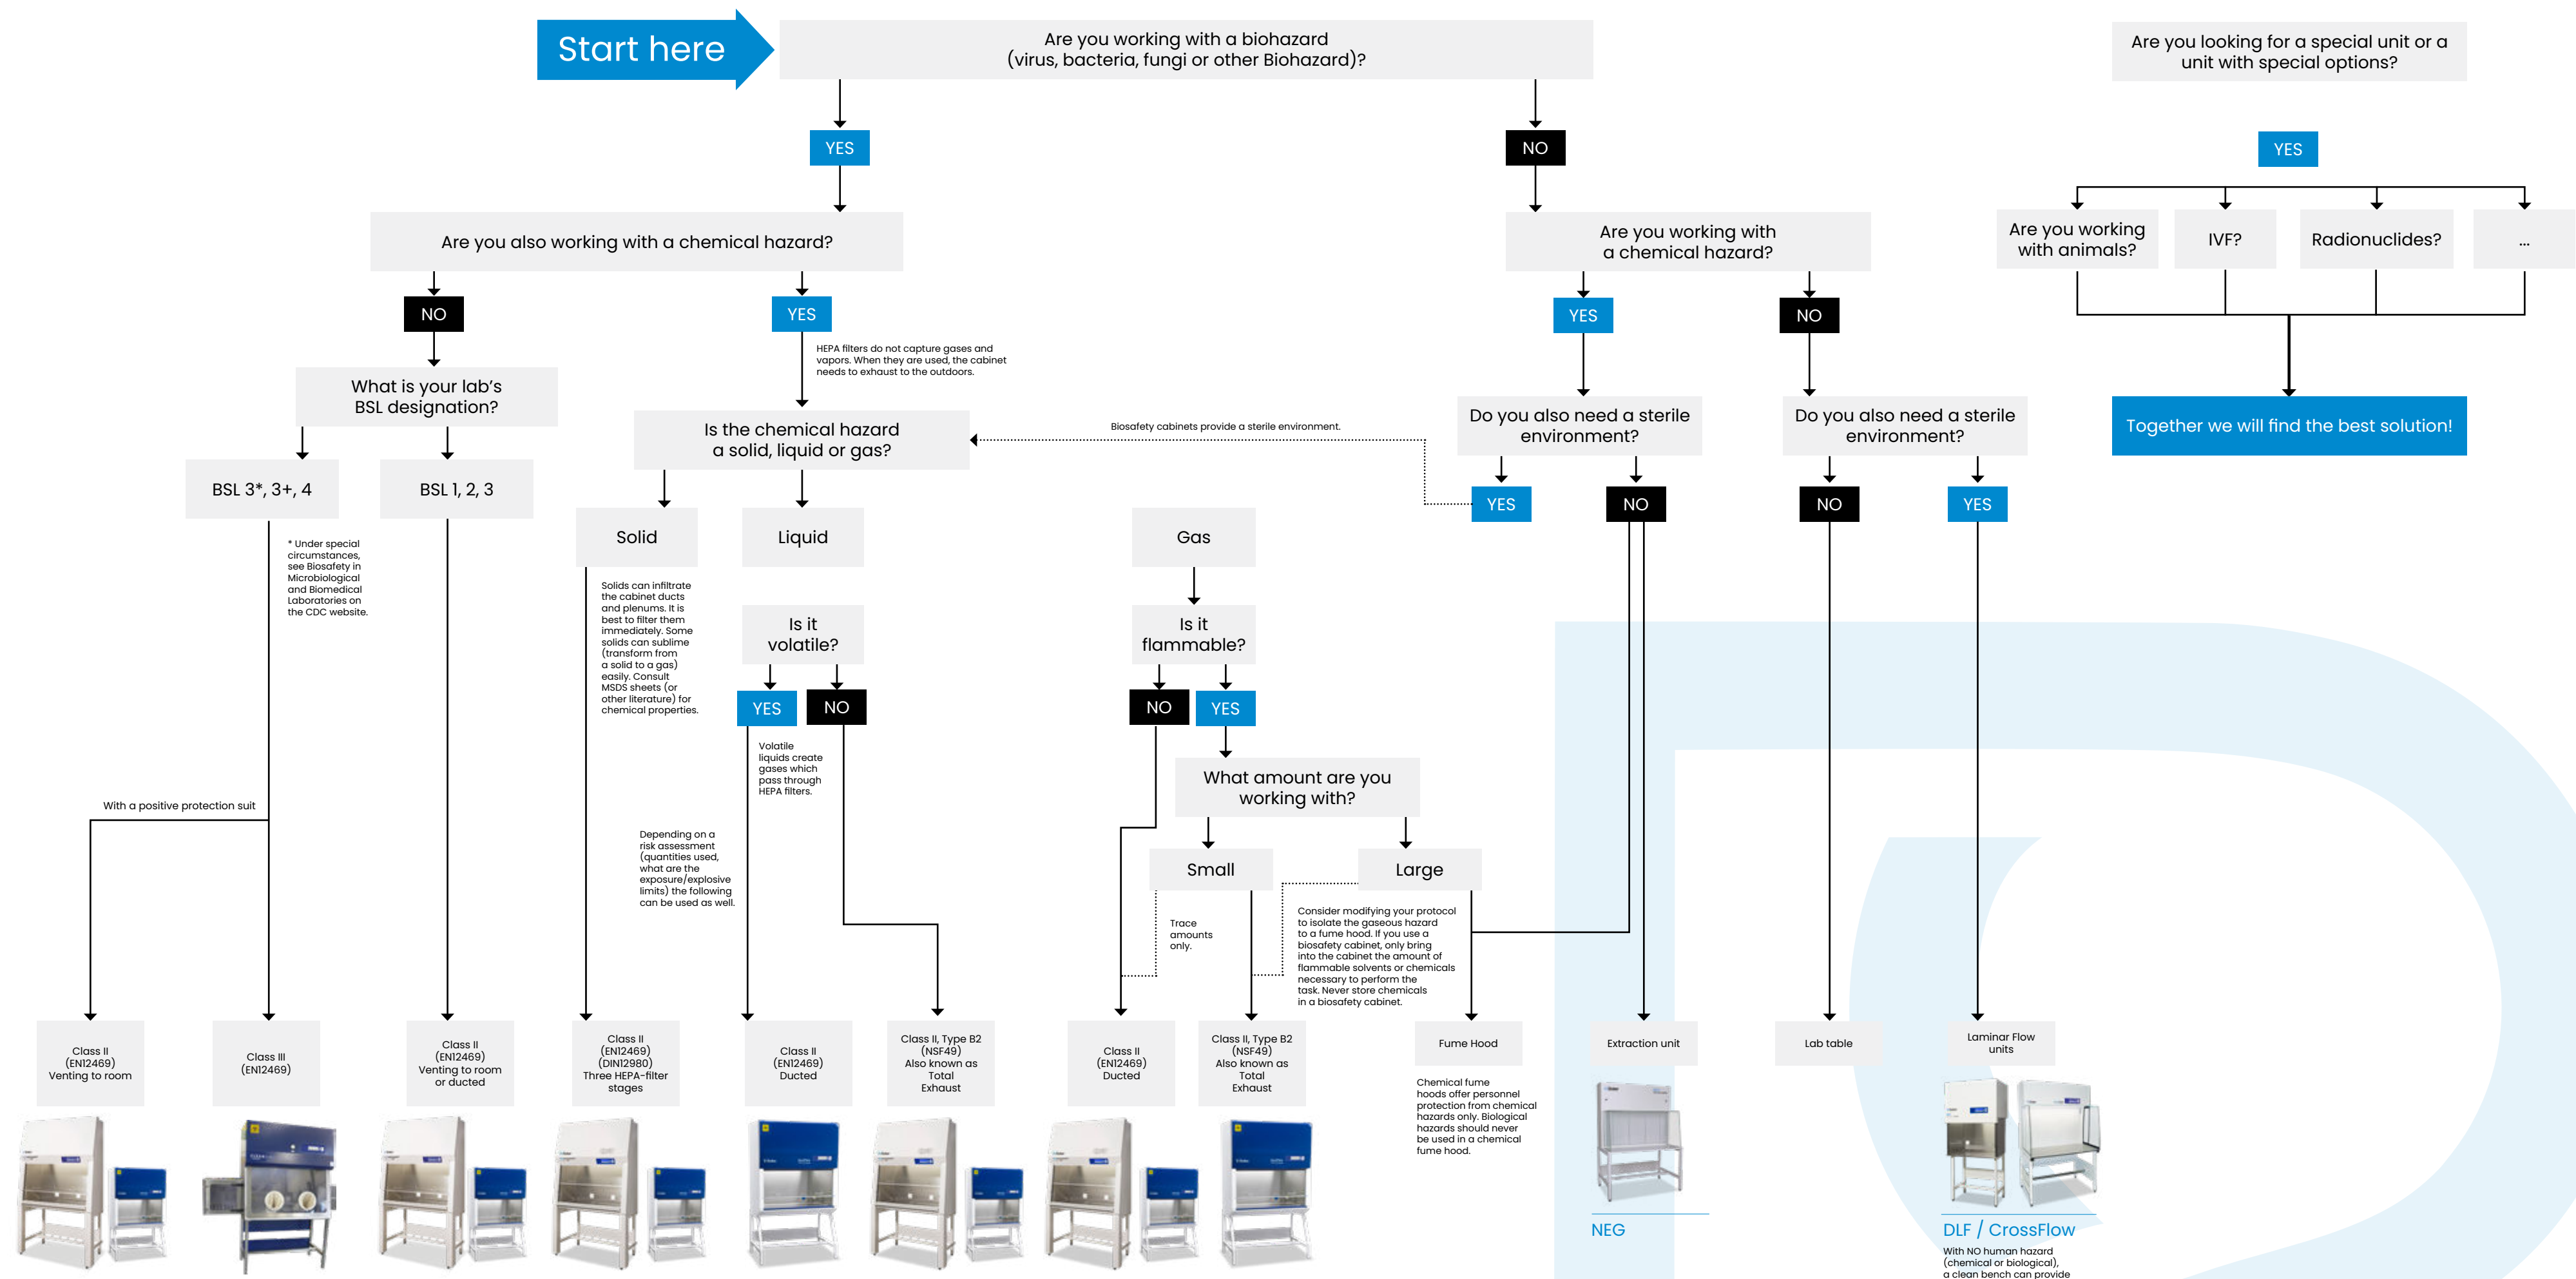 Start here
Are you working with a biohazard
(virus, bacteria, fungi or other Biohazard)?
Are you looking for a special unit or a
unit with special options?
YES
NO
YES
Are you also working with a chemical hazard?
Are you working with
a chemical hazard?
Are you working
with animals?
IVF?
Radionuclides?
...
NO
YES
YES
NO
HEPA filters do not capture gases and
vapors. When they are used, the cabinet
needs to exhaust to the outdoors.
What is your lab's
BSL designation?
Is the chemical hazard
a solid, liquid or gas?
Biosafety cabinets provide a sterile environment.
Do you also need a sterile
environment?
Do you also need a sterile
environment?
Together we will find the best solution!
BSL 3*, 3+, 4
BSL 1, 2, 3
YES
NO
NO
YES
Solid
Liquid
Gas
* Under special
circumstances,
see Biosafety in
Microbiological
and Biomedical
Laboratories on
the CDC website.
Solids can infiltrate
the cabinet ducts
and plenums. It is
best to filter them
immediately. Some
solids can sublime
(transform from
a solid to a gas)
easily. Consult
MSDS sheets (or
other literature) for
chemical properties.
Is it
volatile?
Is it
flammable?
YES
NO
NO
YES
Volatile
liquids create
gases which
pass through
HEPA filters.
What amount are you
working with?
With a positive protection suit
Depending on a
risk assessment
(quantities used,
what are the
exposure/explosive
limits) the following
can be used as well.
Small
Large
Trace
amounts
only.
Consider modifying your protocol
to isolate the gaseous hazard
to a fume hood. If you use a
biosafety cabinet, only bring
into the cabinet the amount of
flammable solvents or chemicals
necessary to perform the
task. Never store chemicals
in a biosafety cabinet.
Class II
(EN12469)
Venting to room
Class III
(EN12469)
Class II
(EN12469)
Venting to room
or ducted
Class II
(EN12469)
(DIN12980)
Three HEPA-filter
stages
Class II
(EN12469)
Ducted
Class II, Type B2
(NSF49)
Also known as
Total
Exhaust
Class II
(EN12469)
Ducted
Class II, Type B2
(NSF49)
Also known as
Total
Exhaust
Fume Hood
Extraction unit
Lab table
Laminar Flow
units
Chemical fume
hoods offer personnel
protection from chemical
hazards only. Biological
hazards should never
be used in a chemical
fume hood.
NEG
DLF / CrossFlow
With NO human hazard
(chemical or biological),
a clean bench can provide